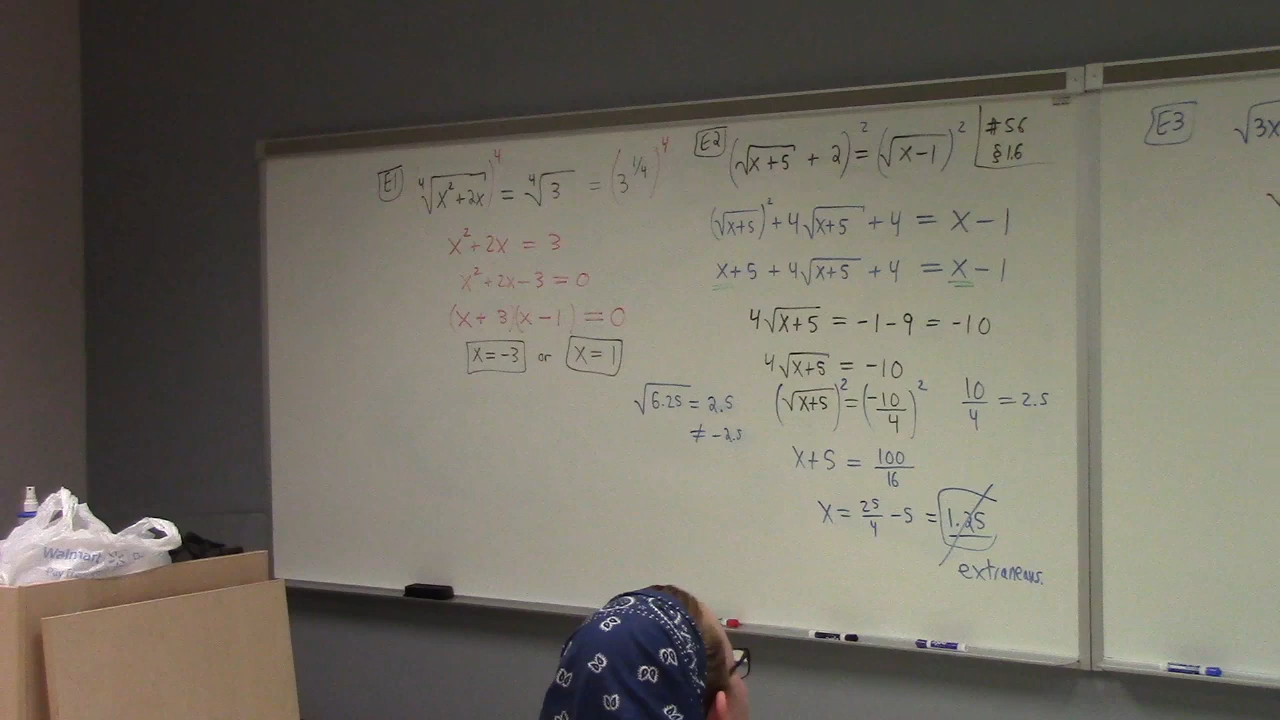 E1
⁴√(x²+2x)⁴ = ⁴√3 = (3^1/4)⁴
x²+2x = 3
x²+2x-3 = 0
(x+3)(x-1) = 0
x = -3 or x = 1
E2
(√x+5 + 2)² = (√x-1)²
#56
§1.6
(√x+5)² + 4√x+5 + 4 = x - 1
x+5 + 4√x+5 + 4 = x - 1
4√x+5 = -1-9 = -10
4√x+5 = -10
(√x+5)² = (-10/4)²
10/4 = 2.5
√6.25 = 2.5
≠ -2.5
x+5 = 100/16
x = 25/4 - 5 = 1.25
extraneous.
E3
√3x
Walmart